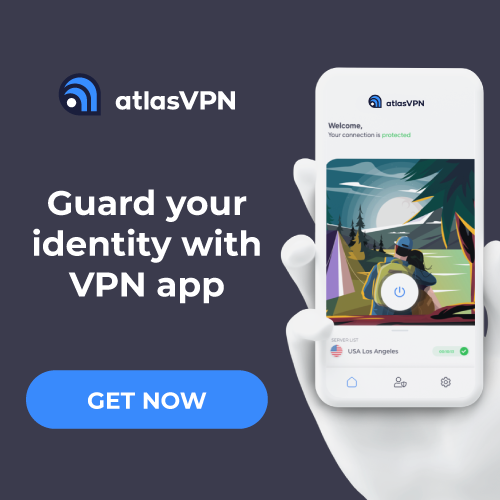 atlasVPN
Guard your
identity with
VPN app
GET NOW
atlasVPN
Welcome,
Your connection is protected
SERVER LIST
USA Los Angeles